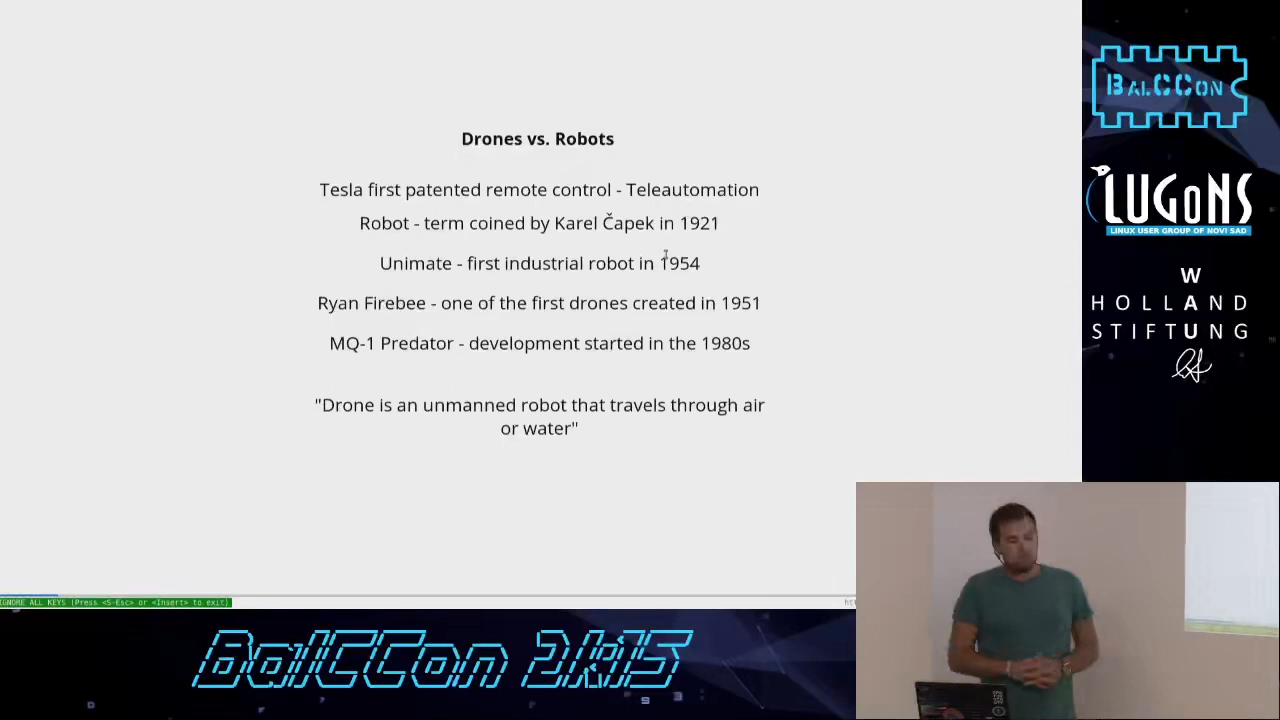 Drones vs. Robots
Tesla first patented remote control - Teleautomation
Robot - term coined by Karel Čapek in 1921
Unimate - first industrial robot in 1954
Ryan Firebee - one of the first drones created in 1951
MQ-1 Predator - development started in the 1980s
"Drone is an unmanned robot that travels through air
or water"
IGNORE ALL KEYS (Press <S-Esc> or <Insert> to exit)
BALCCON
LUGONS
LINUX USER GROUP OF NOVI SAD
W
HOLLAND
STIFTUNG
BalCCon 2k15